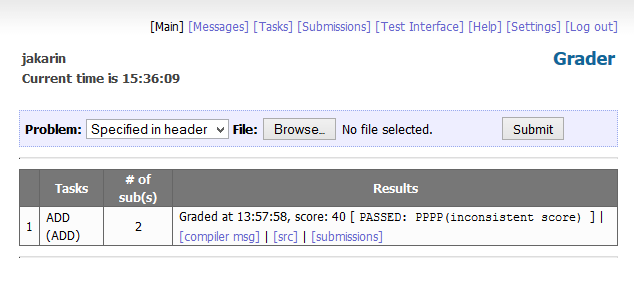 [Main] [Messages] [Tasks] [Submissions] [Test Interface] [Help] [Settings] [Log out]
jakarin
Grader
Current time is 15:36:09
Problem: Specified in header File: Browse.. No file selected. Submit
Tasks # of sub(s) Results
1 ADD (ADD) 2 Graded at 13:57:58, score: 40 [ PASSED: PPPP(inconsistent score) ] |
[compiler msg] | [src] | [submissions]